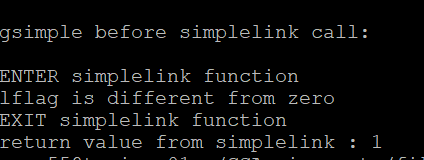 gsimple before simplelink call:
ENTER simplelink function
lflag is different from zero
EXIT simplelink function
return value from simplelink : 1